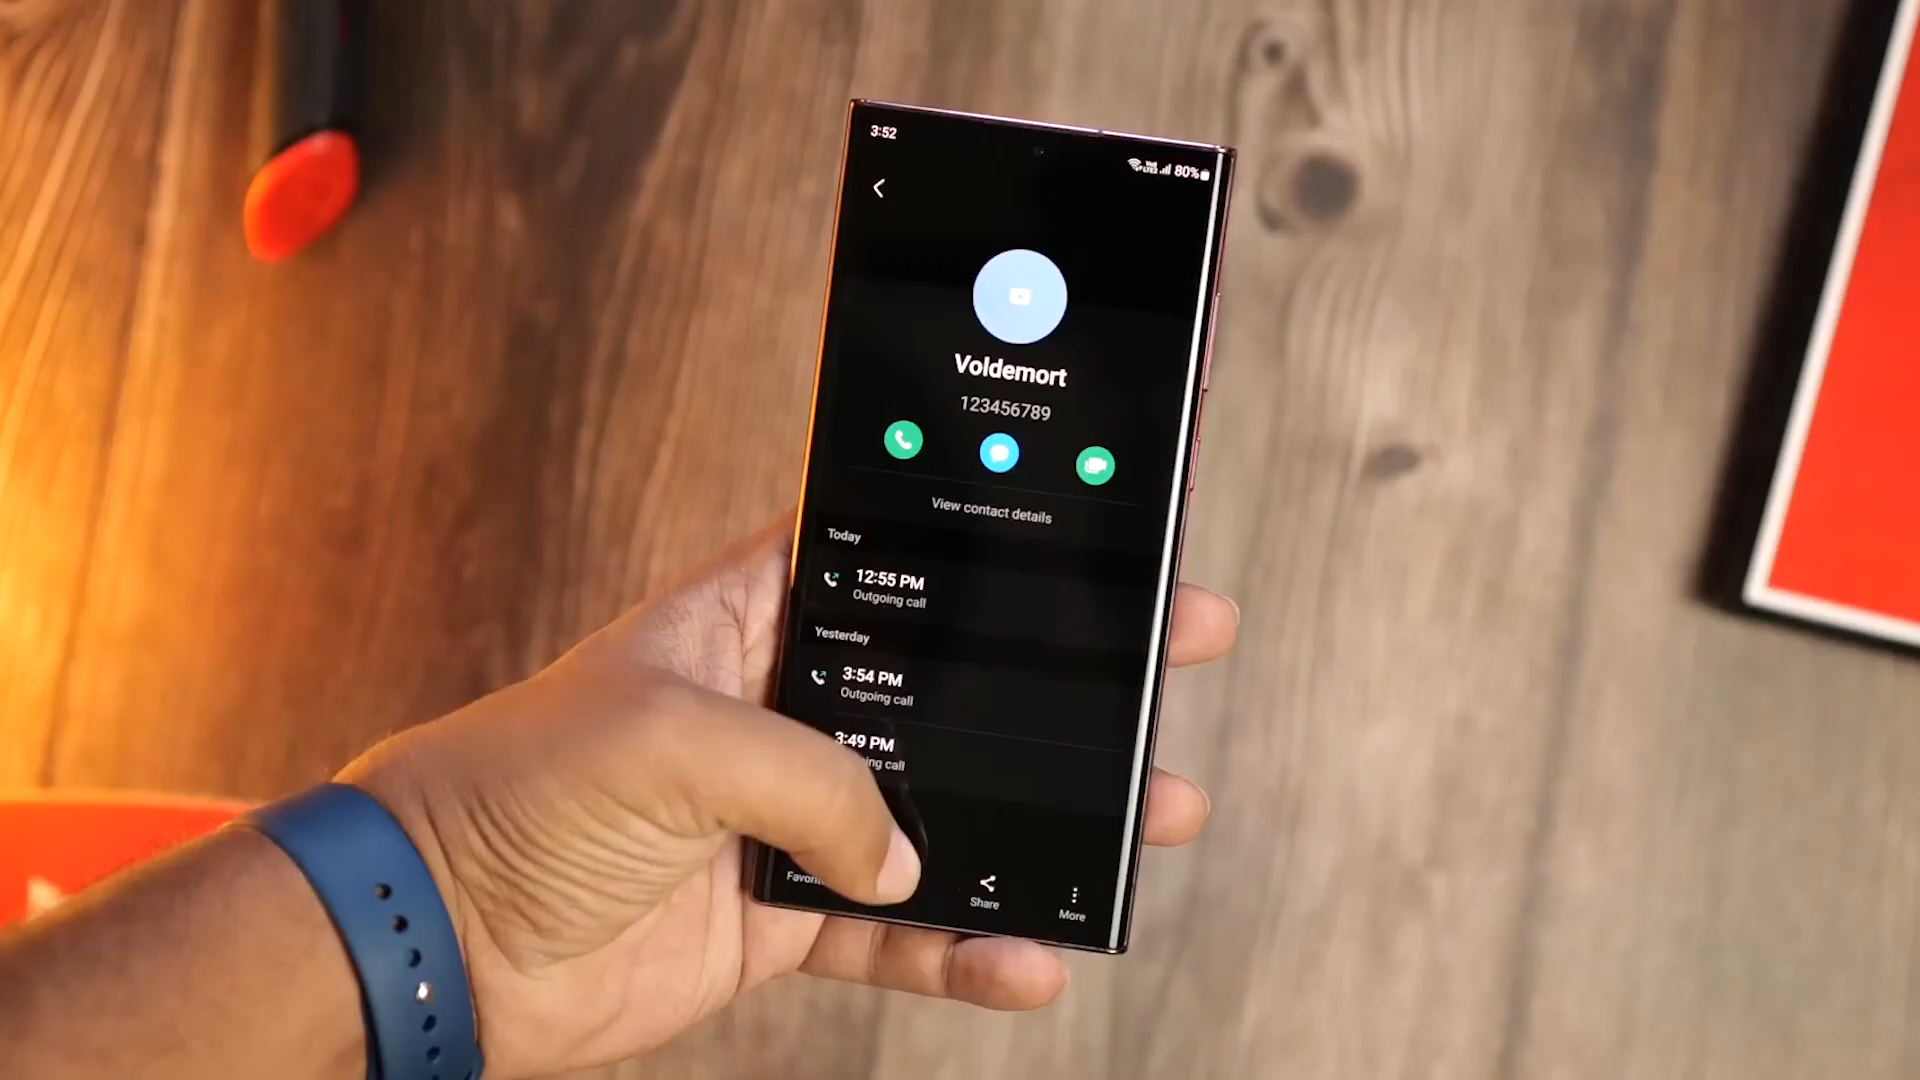 3:52
80%
Voldemort
123456789
View contact details
Today
12:55 PM
Outgoing call
Yesterday
3:54 PM
Outgoing call
3:49 PM
call
Share
More